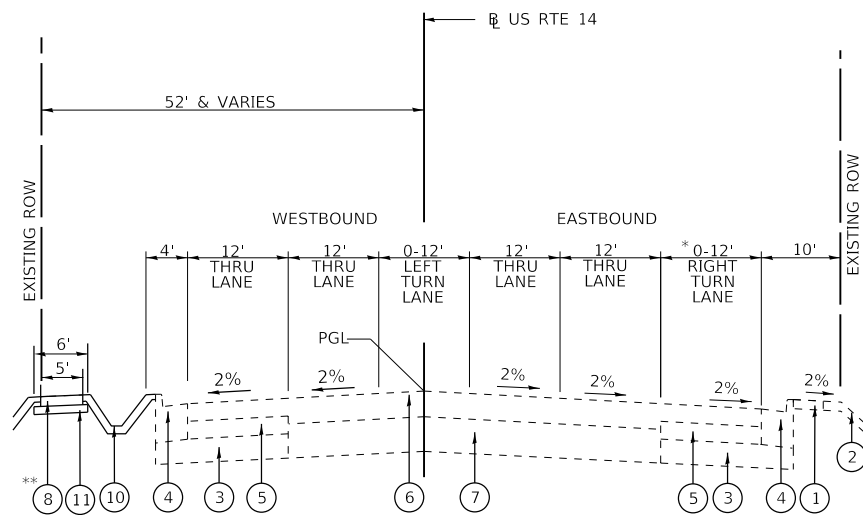 ℄ US RTE 14
52' & VARIES
EXISTING ROW
EXISTING ROW
WESTBOUND
EASTBOUND
4'
12'
THRU
LANE
12'
THRU
LANE
0-12'
LEFT
TURN
LANE
12'
THRU
LANE
12'
THRU
LANE
* 0-12'
RIGHT
TURN
LANE
10'
PGL
6'
5'
2%
2%
2%
2%
2%
2%
** 8
11
10
4
3
5
6
7
5
3
4
1
2